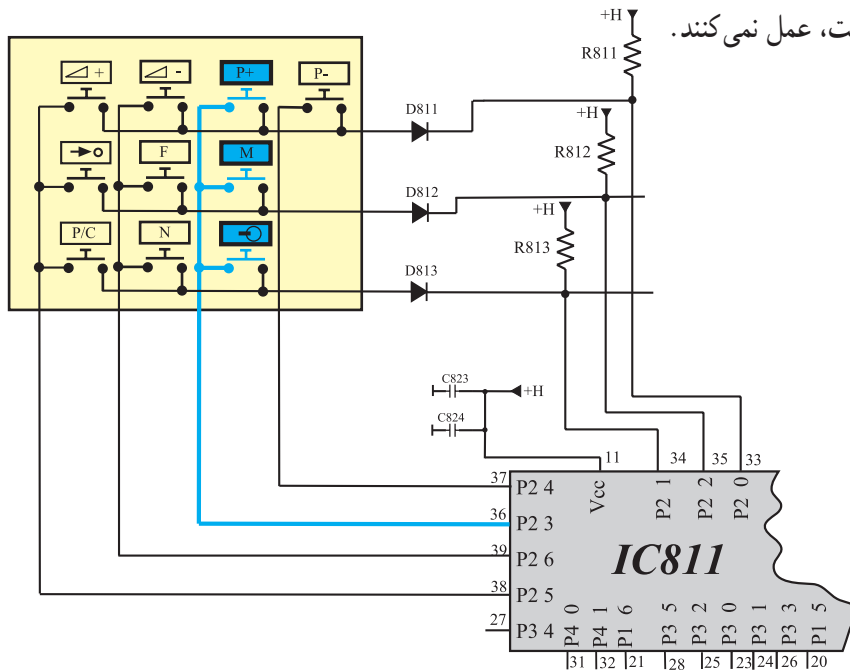 ت، عمل نمی‌کنند.
+H
R811
+H
R812
+H
R813
+ - P+ P-
F M
P/C N
D811
D812
D813
C823
+H
C824
11 34 35 33
37 P2 4 Vcc P2 1 P2 2 P2 0
36 P2 3
39 P2 6
IC811
38 P2 5
27 P3 4
P4 0 P4 1 P1 6 P3 5 P3 2 P3 0 P3 1 P3 3 P1 5
31 32 21 28 25 23 24 26 20